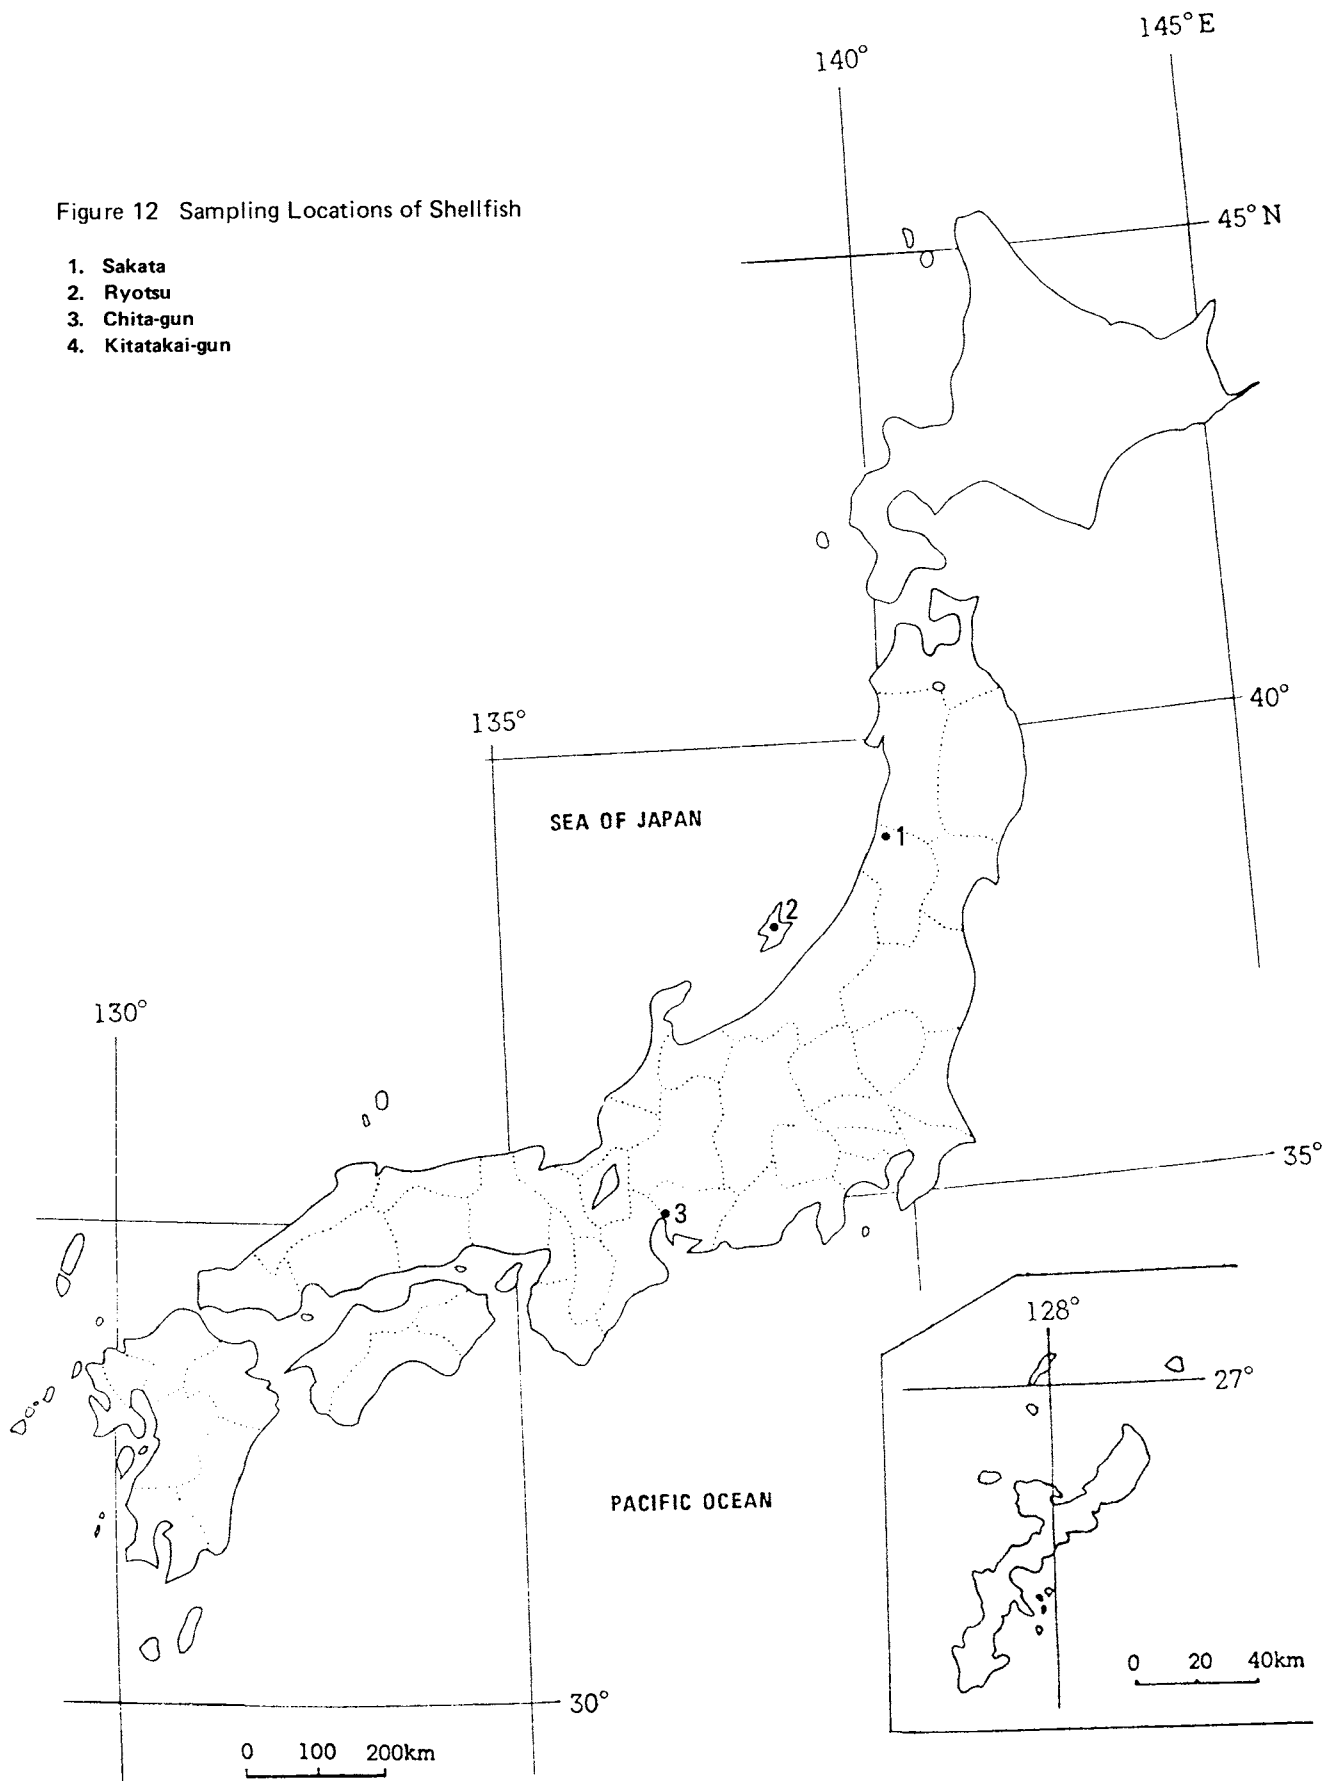 145°E
140°
Figure 12 Sampling Locations of Shellfish
45°N
1. Sakata
2. Ryotsu
3. Chita-gun
4. Kitatakai-gun
40°
135°
SEA OF JAPAN
1
2
130°
35°
3
128°
27°
PACIFIC OCEAN
0 20 40km
30°
0 100 200km